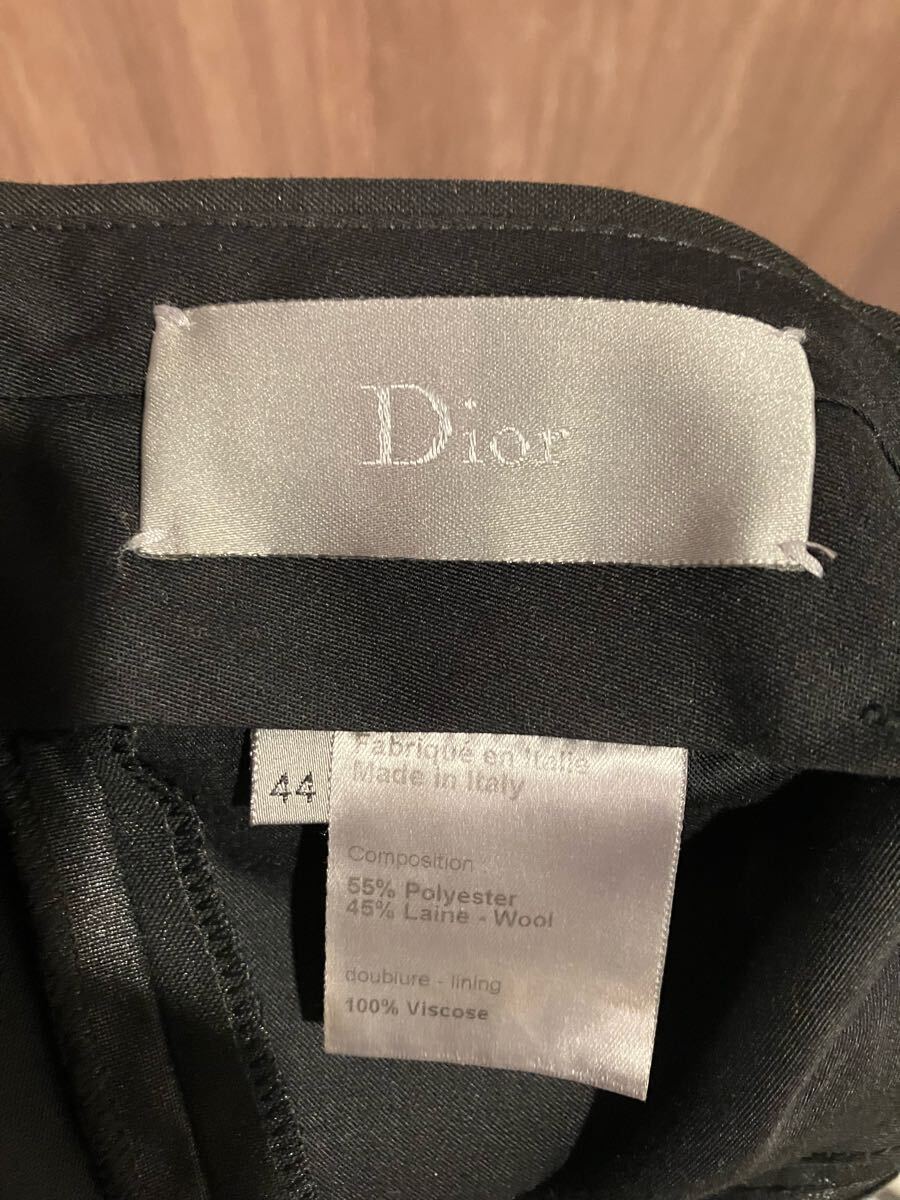 Dior
44
Fabriqué en Italie
Made in Italy
Composition
55% Polyester
45% Laine - Wool
doublure - lining
100% Viscose